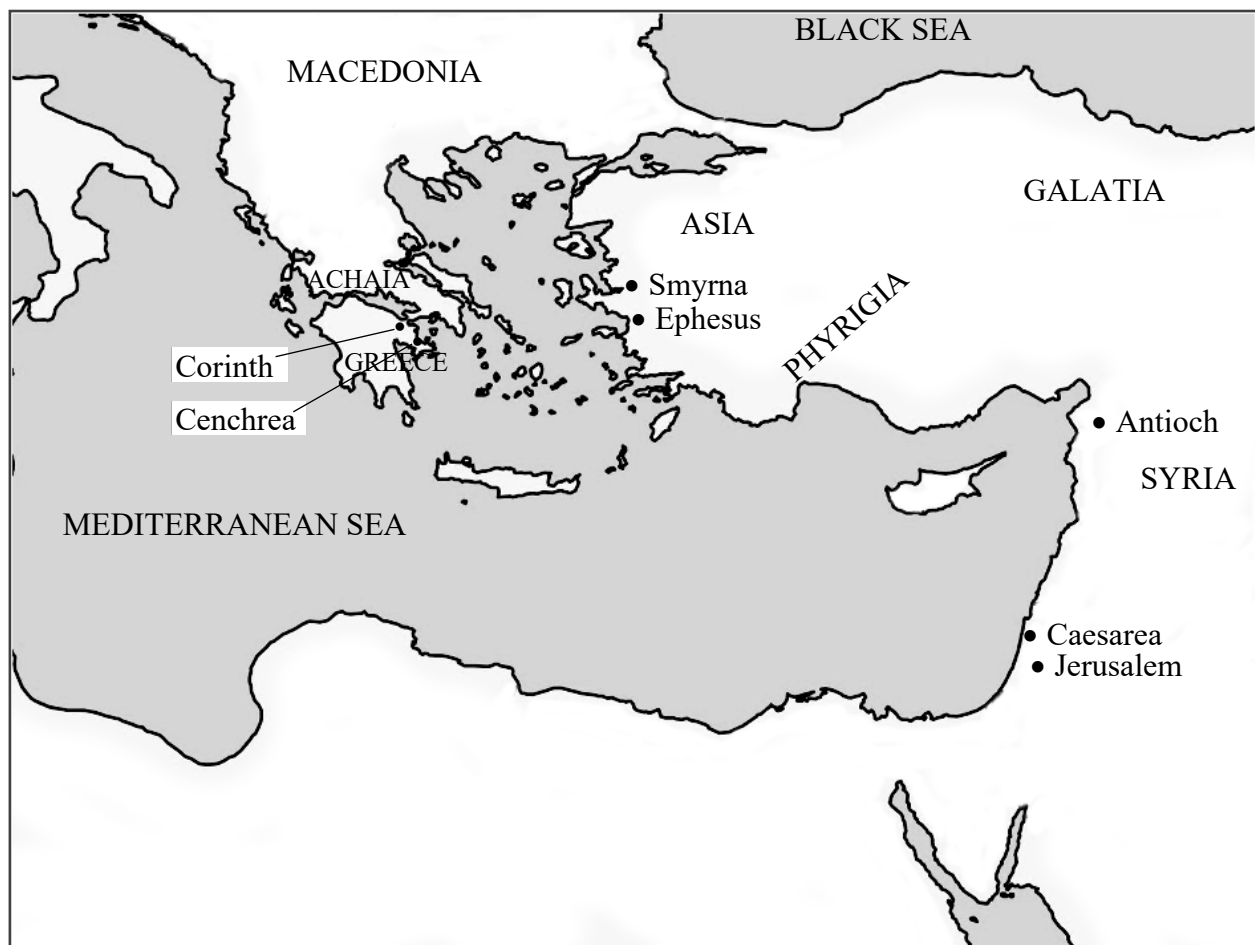 BLACK SEA
MACEDONIA
GALATIA
ASIA
ACHAIA
Smyrna
PHYRIGIA
Ephesus
Corinth
GREECE
Cenchrea
Antioch
SYRIA
MEDITERRANEAN SEA
Caesarea
Jerusalem